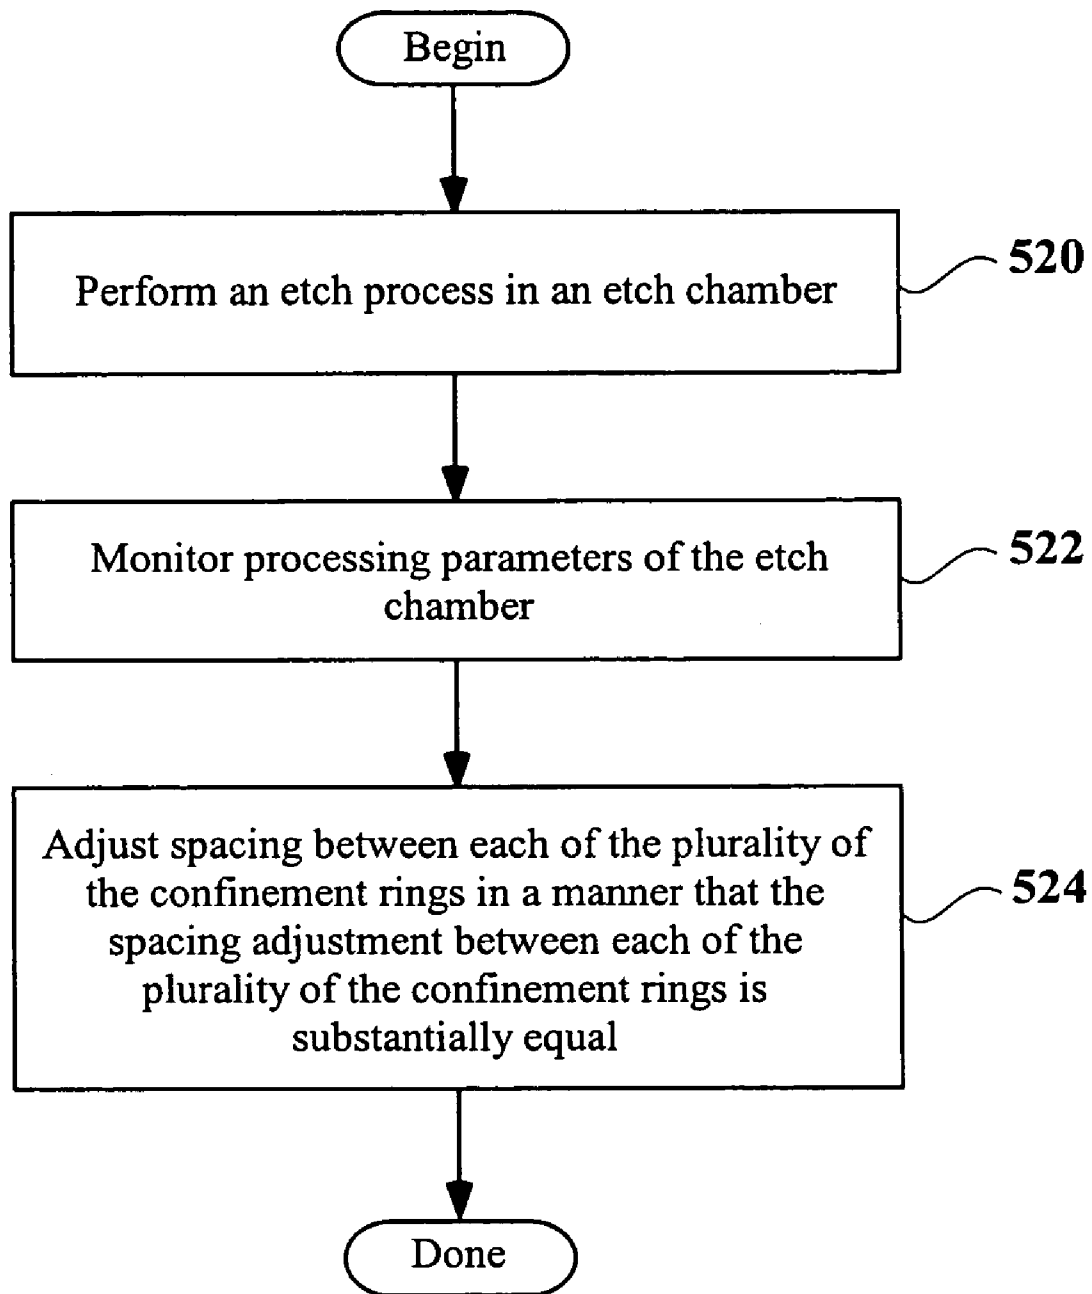 Begin
Perform an etch process in an etch chamber
520
Monitor processing parameters of the etch
chamber
522
Adjust spacing between each of the plurality of
the confinement rings in a manner that the
spacing adjustment between each of the
plurality of the confinement rings is
substantially equal
524
Done